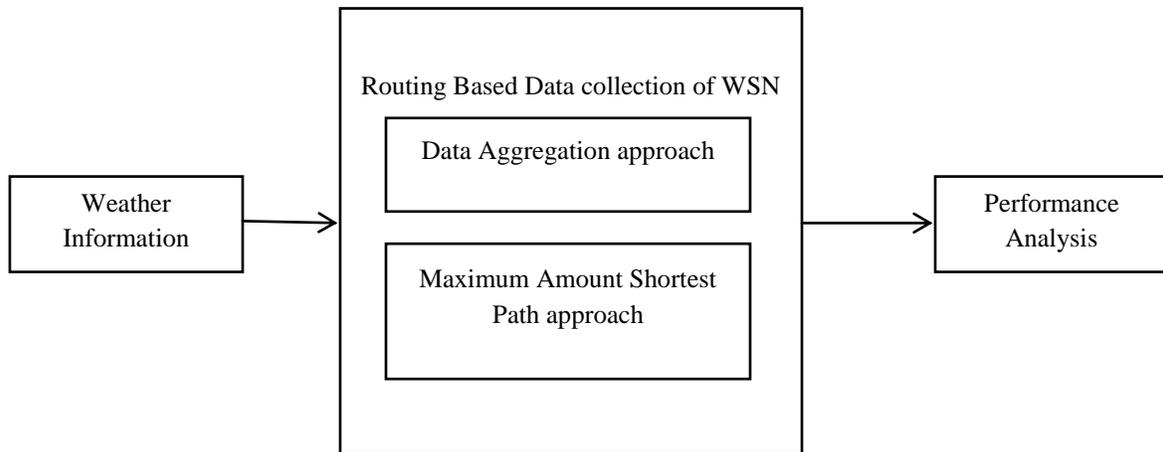 Routing Based Data collection of WSN
Data Aggregation approach
Weather
Information
Maximum Amount Shortest
Path approach
Performance
Analysis